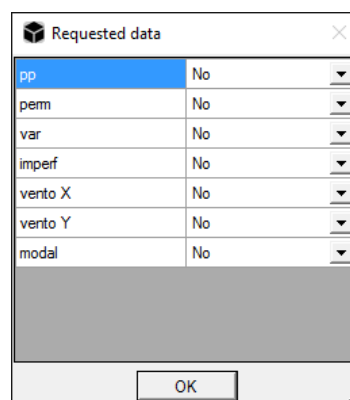 Requested data
pp No
perm No
var No
imperf No
vento X No
vento Y No
modal No
OK